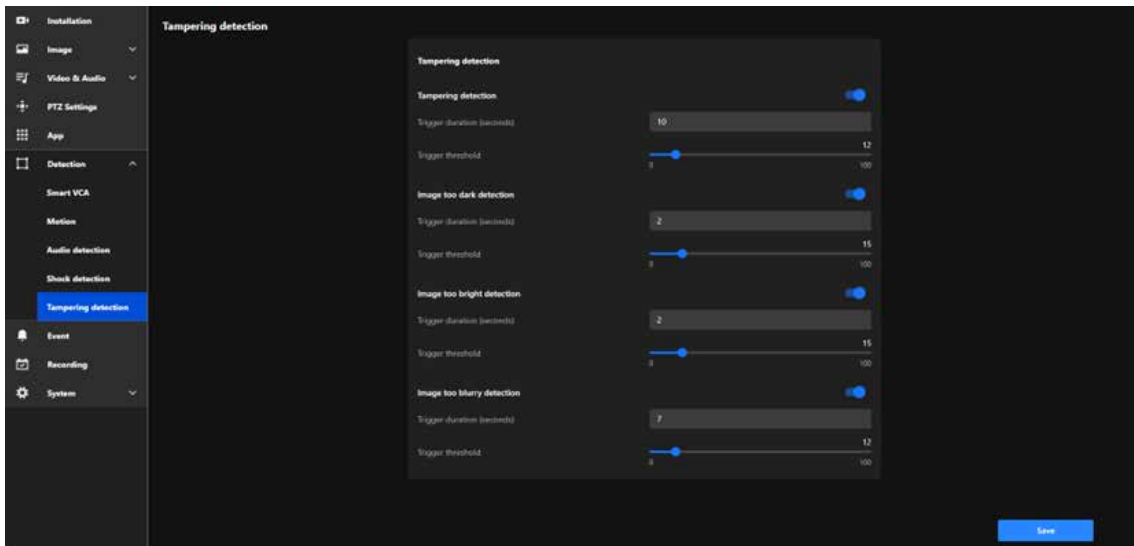 Installation
Image
Video & Audio
PTZ Settings
App
Detection
Smart VCA
Motion
Audio detection
Shock detection
Tampering detection
Event
Recording
System
Tampering detection
Tampering detection
Tampering detection
Trigger duration (seconds)
10
Trigger threshold
12
0
100
Image too dark detection
Trigger duration (seconds)
2
Trigger threshold
15
0
100
Image too bright detection
Trigger duration (seconds)
2
Trigger threshold
15
0
100
Image too blurry detection
Trigger duration (seconds)
7
Trigger threshold
12
0
100
Save